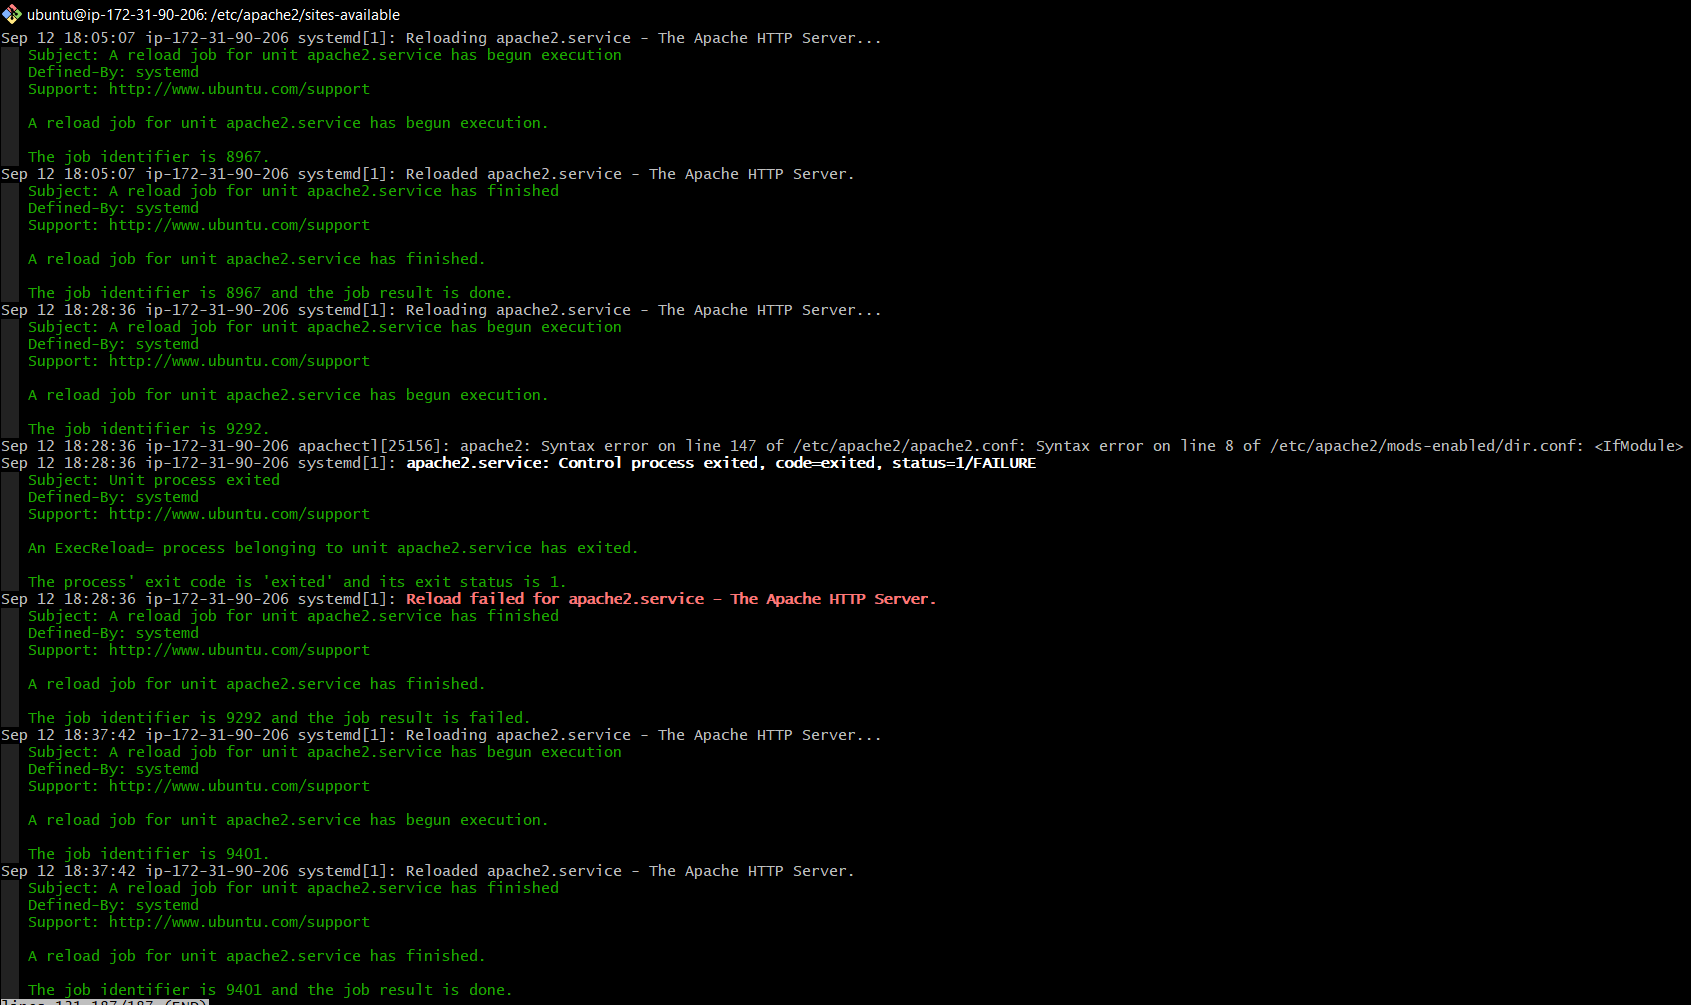 ubuntu@ip-172-31-90-206: /etc/apache2/sites-available
Sep 12 18:05:07 ip-172-31-90-206 systemd[1]: Reloading apache2.service - The Apache HTTP Server...
Subject: A reload job for unit apache2.service has begun execution
Defined-By: systemd
Support: http://www.ubuntu.com/support
A reload job for unit apache2.service has begun execution.
The job identifier is 8967.
Sep 12 18:05:07 ip-172-31-90-206 systemd[1]: Reloaded apache2.service - The Apache HTTP Server.
Subject: A reload job for unit apache2.service has finished
Defined-By: systemd
Support: http://www.ubuntu.com/support
A reload job for unit apache2.service has finished.
The job identifier is 8967 and the job result is done.
Sep 12 18:28:36 ip-172-31-90-206 systemd[1]: Reloading apache2.service - The Apache HTTP Server...
Subject: A reload job for unit apache2.service has begun execution
Defined-By: systemd
Support: http://www.ubuntu.com/support
A reload job for unit apache2.service has begun execution.
The job identifier is 9292.
Sep 12 18:28:36 ip-172-31-90-206 apachectl[25156]: apache2: Syntax error on line 147 of /etc/apache2/apache2.conf: Syntax error on line 8 of /etc/apache2/mods-enabled/dir.conf: <IfModule>
Sep 12 18:28:36 ip-172-31-90-206 systemd[1]: apache2.service: Control process exited, code=exited, status=1/FAILURE
Subject: Unit process exited
Defined-By: systemd
Support: http://www.ubuntu.com/support
An ExecReload= process belonging to unit apache2.service has exited.
The process' exit code is 'exited' and its exit status is 1.
Sep 12 18:28:36 ip-172-31-90-206 systemd[1]: Reload failed for apache2.service - The Apache HTTP Server.
Subject: A reload job for unit apache2.service has finished
Defined-By: systemd
Support: http://www.ubuntu.com/support
A reload job for unit apache2.service has finished.
The job identifier is 9292 and the job result is failed.
Sep 12 18:37:42 ip-172-31-90-206 systemd[1]: Reloading apache2.service - The Apache HTTP Server...
Subject: A reload job for unit apache2.service has begun execution
Defined-By: systemd
Support: http://www.ubuntu.com/support
A reload job for unit apache2.service has begun execution.
The job identifier is 9401.
Sep 12 18:37:42 ip-172-31-90-206 systemd[1]: Reloaded apache2.service - The Apache HTTP Server.
Subject: A reload job for unit apache2.service has finished
Defined-By: systemd
Support: http://www.ubuntu.com/support
A reload job for unit apache2.service has finished.
The job identifier is 9401 and the job result is done.
lines 131-187/187 (END)